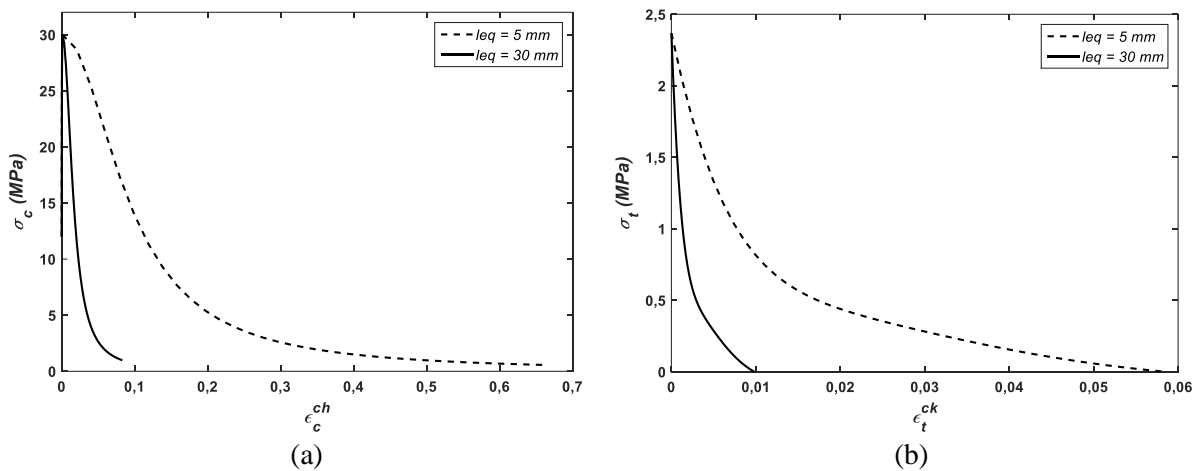 leq = 5 mm
leq = 30 mm
30
25
20
15
10
5
0
σc (MPa)
0 0,1 0,2 0,3 0,4 0,5 0,6 0,7
ϵcch
(a)
leq = 5 mm
leq = 30 mm
2,5
2
1,5
1
0,5
0
σt (MPa)
0 0,01 0,02 0,03 0,04 0,05 0,06
ϵtck
(b)